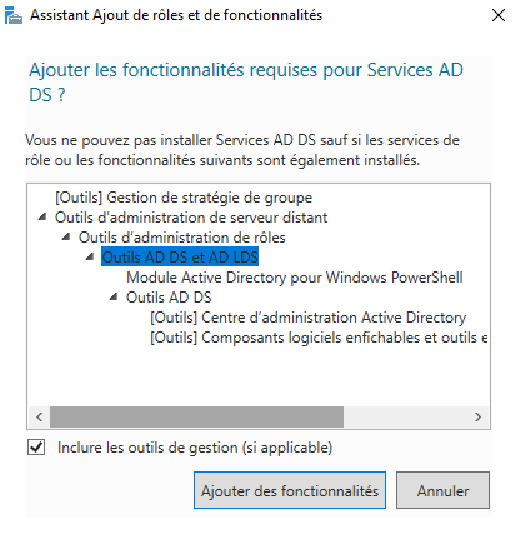 Assistant Ajout de rôles et de fonctionnalités
Ajouter les fonctionnalités requises pour Services AD
DS ?
Vous ne pouvez pas installer Services AD DS sauf si les services de
rôle ou les fonctionnalités suivants sont également installés.
[Outils] Gestion de stratégie de groupe
Outils d'administration de serveur distant
Outils d'administration de rôles
Outils AD DS et AD LDS
Module Active Directory pour Windows PowerShell
Outils AD DS
[Outils] Centre d'administration Active Directory
[Outils] Composants logiciels enfichables et outils e
Inclure les outils de gestion (si applicable)
Ajouter des fonctionnalités
Annuler